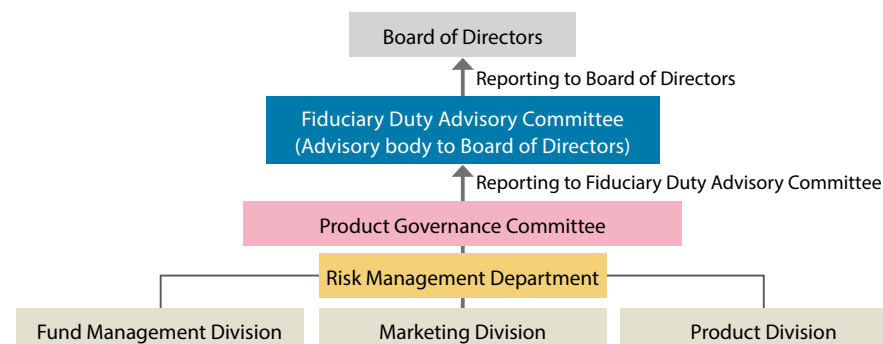 Board of Directors
Reporting to Board of Directors
Fiduciary Duty Advisory Committee
(Advisory body to Board of Directors)
Reporting to Fiduciary Duty Advisory Committee
Product Governance Committee
Risk Management Department
Fund Management Division
Marketing Division
Product Division